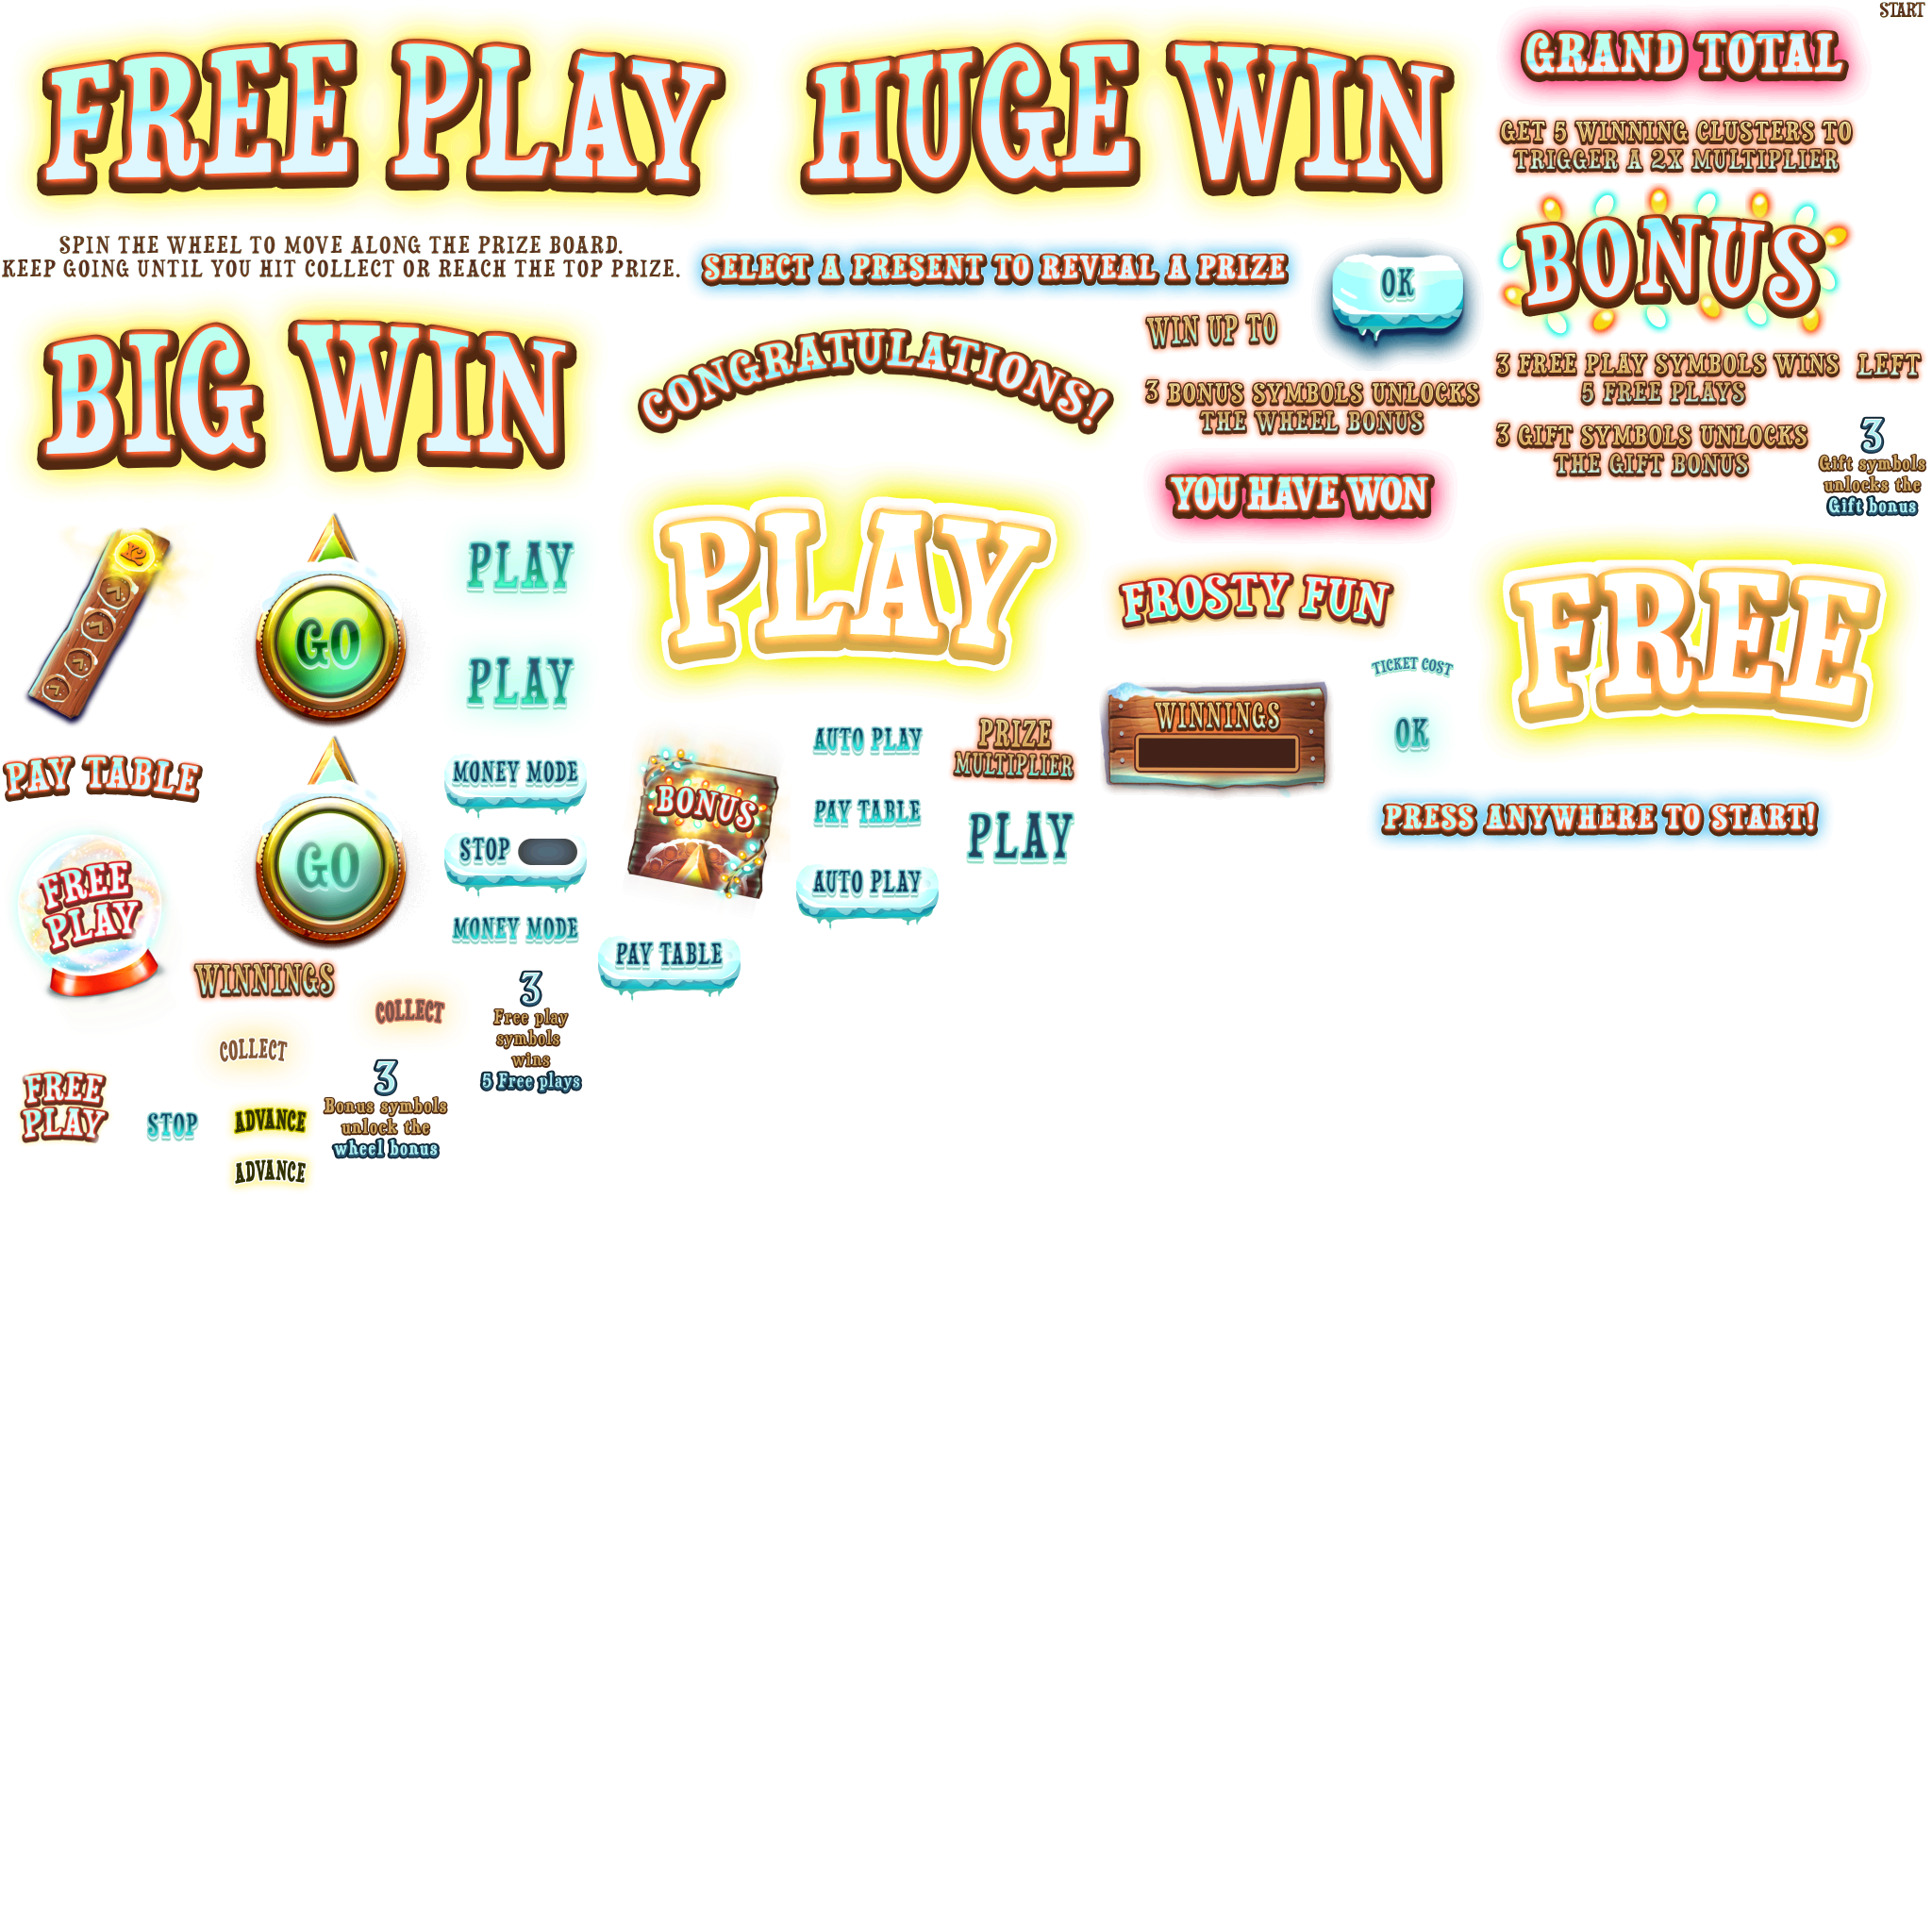 START
FREE PLAY
HUGE WIN
GRAND TOTAL
GET 5 WINNING CLUSTERS TO
TRIGGER A 2X MULTIPLIER
BONUS
SPIN THE WHEEL TO MOVE ALONG THE PRIZE BOARD.
KEEP GOING UNTIL YOU HIT COLLECT OR REACH THE TOP PRIZE.
SELECT A PRESENT TO REVEAL A PRIZE
OK
WIN UP TO
BIG WIN
CONGRATULATIONS!
3 BONUS SYMBOLS UNLOCKS
THE WHEEL BONUS
3 FREE PLAY SYMBOLS WINS
5 FREE PLAYS
LEFT
3 GIFT SYMBOLS UNLOCKS
THE GIFT BONUS
3
Gift symbols
unlocks the
Gift bonus
YOU HAVE WON
X2
GO
PLAY
PLAY
PLAY
FROSTY FUN
FREE
TICKET COST
WINNINGS
OK
PAY TABLE
GO
MONEY MODE
BONUS
AUTO PLAY
PRIZE
MULTIPLIER
PAY TABLE
PLAY
PRESS ANYWHERE TO START!
STOP
AUTO PLAY
FREE
PLAY
MONEY MODE
PAY TABLE
WINNINGS
COLLECT
3
Free play
symbols
wins
5 Free plays
COLLECT
3
Bonus symbols
unlock the
wheel bonus
FREE
PLAY
STOP
ADVANCE
ADVANCE